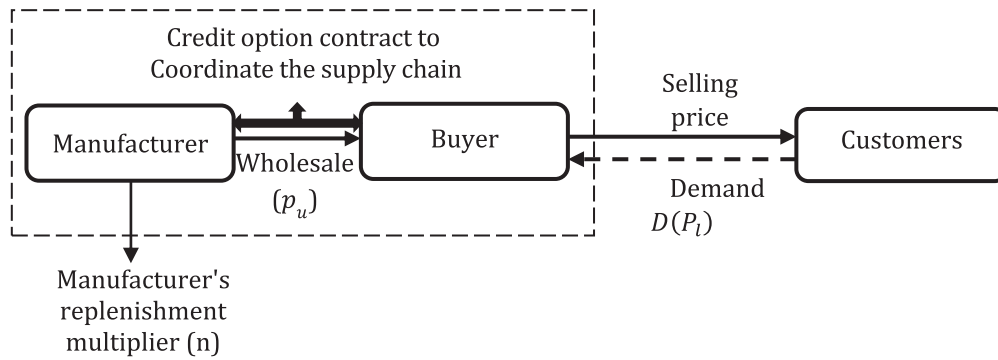 Credit option contract to
Coordinate the supply chain
Manufacturer
Buyer
Wholesale
(p_u)
Selling
price
Customers
Demand
D(P_l)
Manufacturer's
replenishment
multiplier (n)